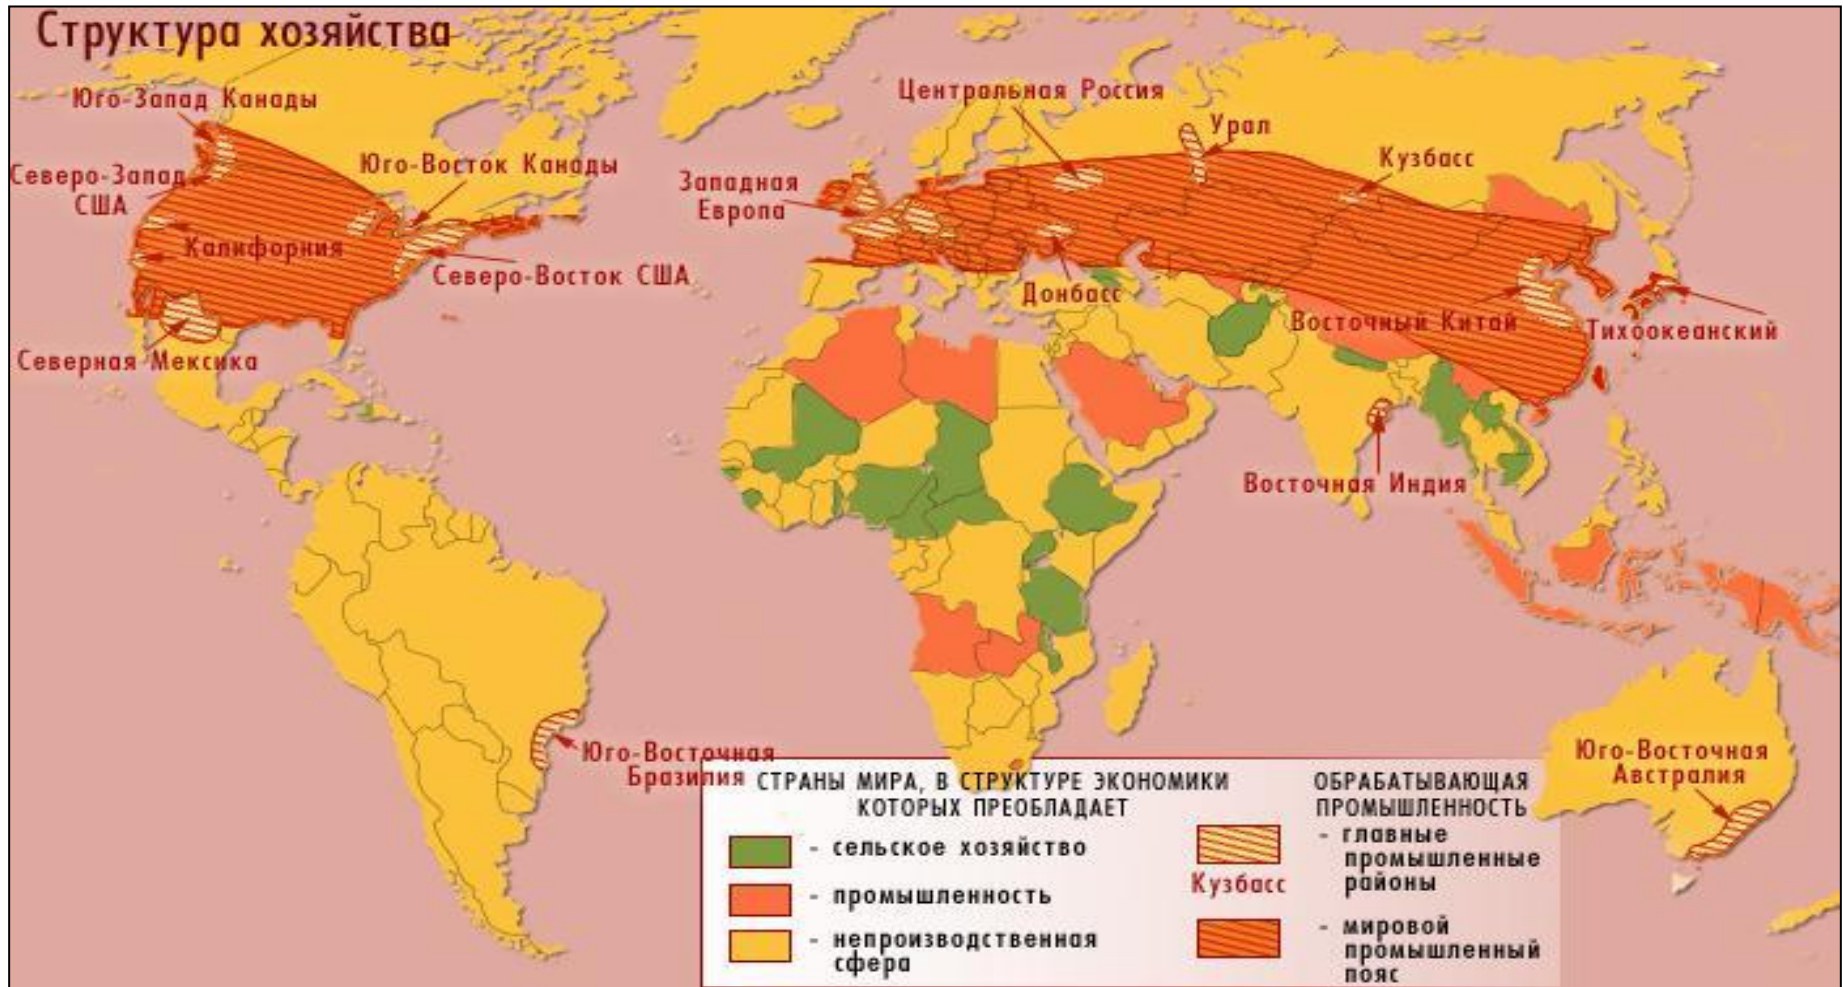 Структура хозяйства
Юго-Запад Канады
Северо-Запад
США
Юго-Восток Канады
Калифорния
Северо-Восток США
Северная Мексика
Центральная Россия
Урал
Кузбасс
Западная
Европа
Донбасс
Восточный Китай
Тихоокеанский
Восточная Индия
Юго-Восточная
Бразилия
Юго-Восточная
Австралия
СТРАНЫ МИРА, В СТРУКТУРЕ ЭКОНОМИКИ
КОТОРЫХ ПРЕОБЛАДАЕТ
- сельское хозяйство
- промышленность
- непроизводственная
сфера
ОБРАБАТЫВАЮЩАЯ
ПРОМЫШЛЕННОСТЬ
- главные
промышленные
районы
Кузбасс
- мировой
промышленный
пояс